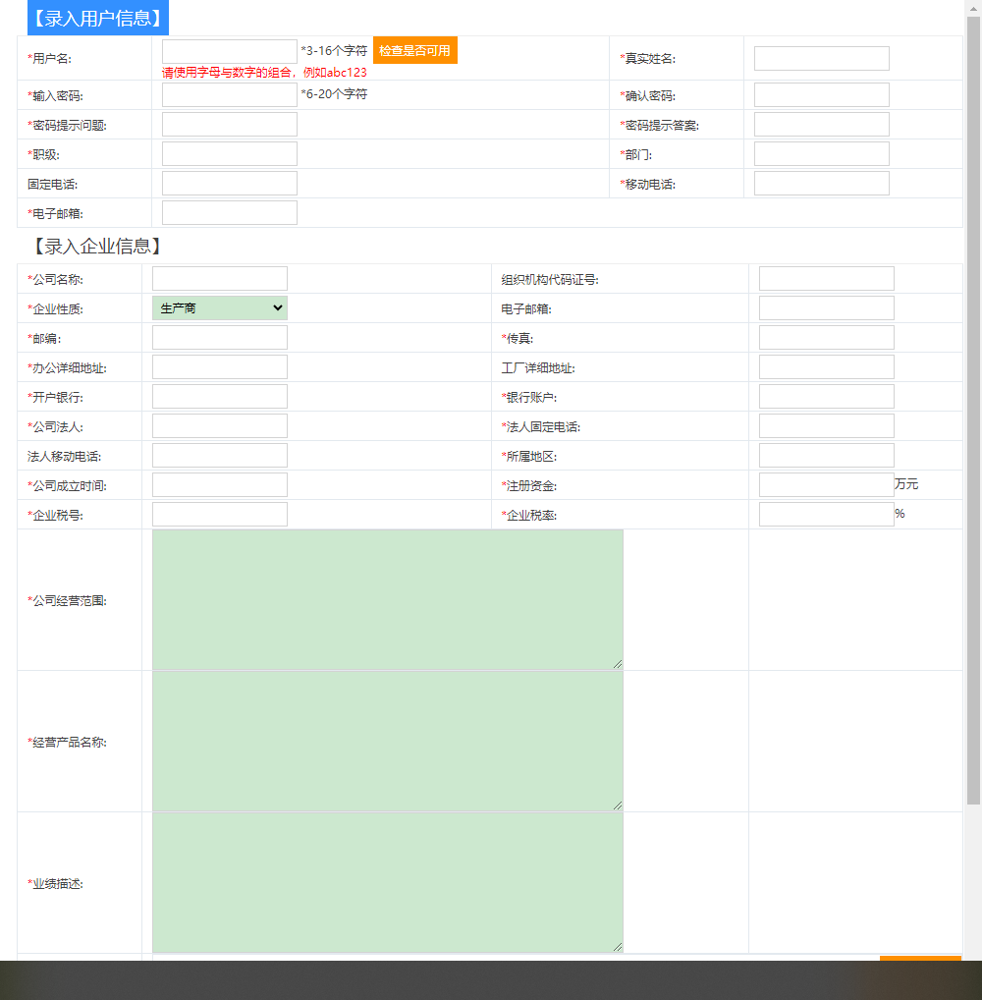 【录入用户信息】
*用户名: *3-16个字符 检查是否可用 *真实姓名:
请使用字母与数字的组合，例如abc123
*输入密码: *6-20个字符 *确认密码:
*密码提示问题: *密码提示答案:
*职级: *部门:
固定电话: *移动电话:
*电子邮箱:
【录入企业信息】
*公司名称: 组织机构代码证号:
*企业性质: 生产商 电子邮箱:
*邮编: *传真:
*办公详细地址: 工厂详细地址:
*开户银行: *银行账户:
*公司法人: *法人固定电话:
法人移动电话: *所属地区:
*公司成立时间: *注册资金: 万元
*企业税号: *企业税率: %
*公司经营范围:
*经营产品名称:
*业绩描述: